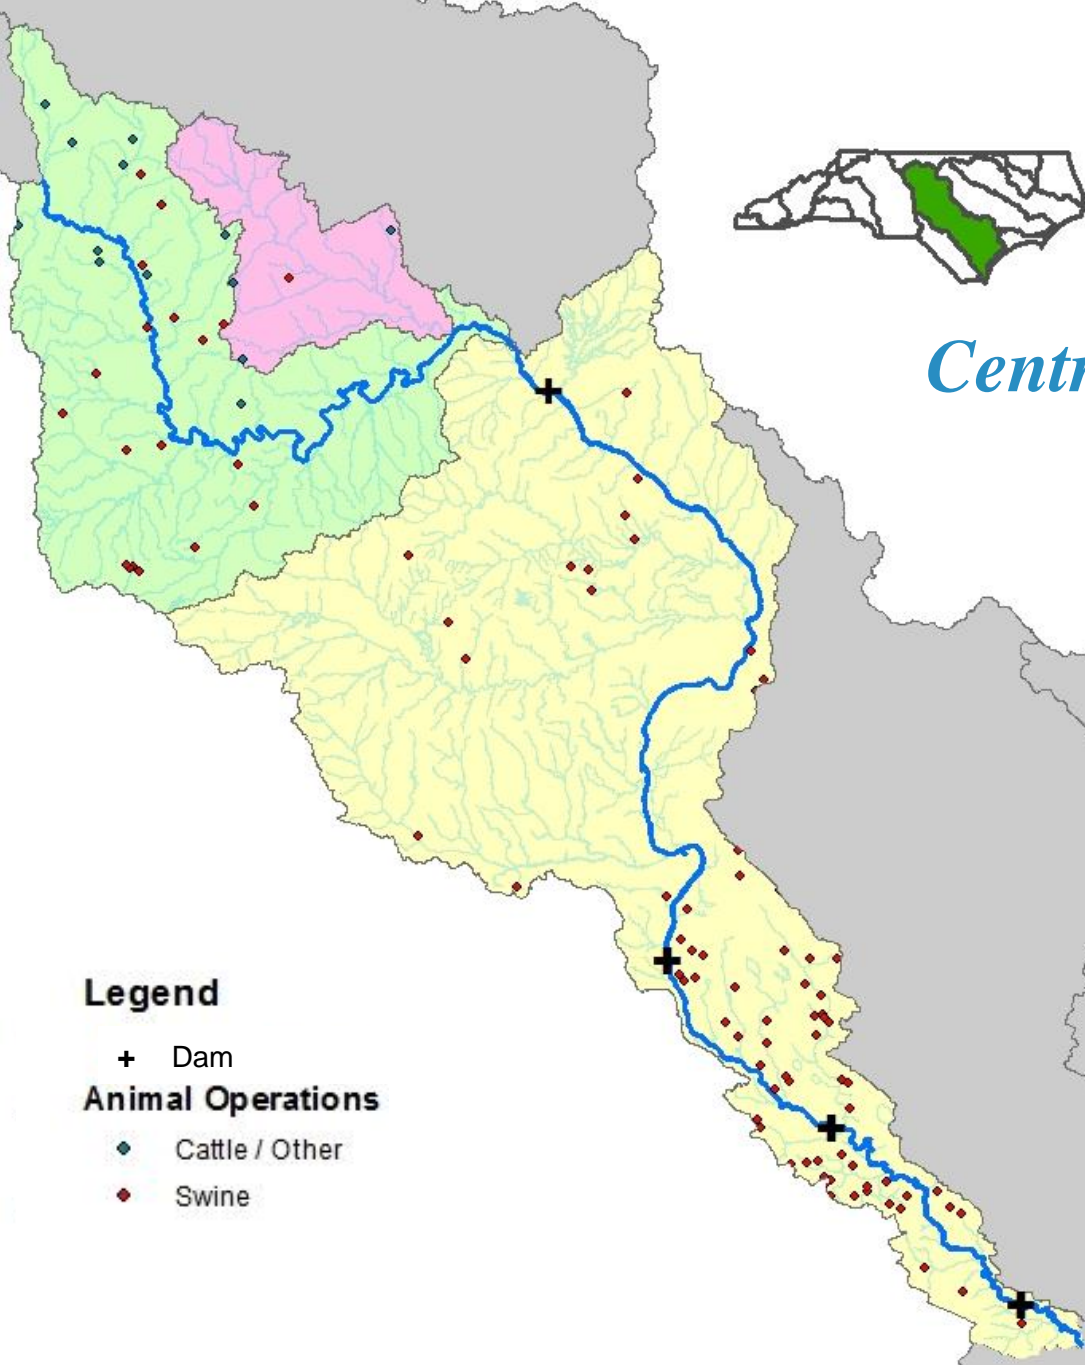 Centr
Legend
Dam
Animal Operations
Cattle / Other
Swine